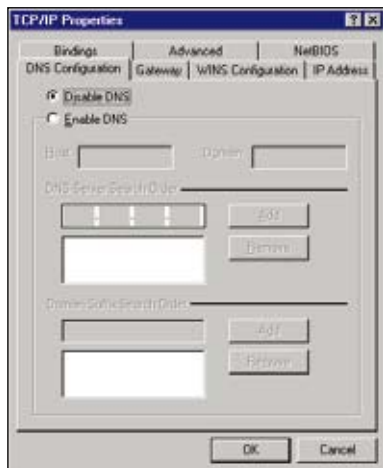 TCP/IP Properties
Bindings Advanced NetBIOS
DNS Configuration Gateway WINS Configuration IP Address
Disable DNS
Enable DNS
Host: Domain:
DNS Server Search Order
Add
Remove
Domain Suffix Search Order
Add
Remove
OK Cancel